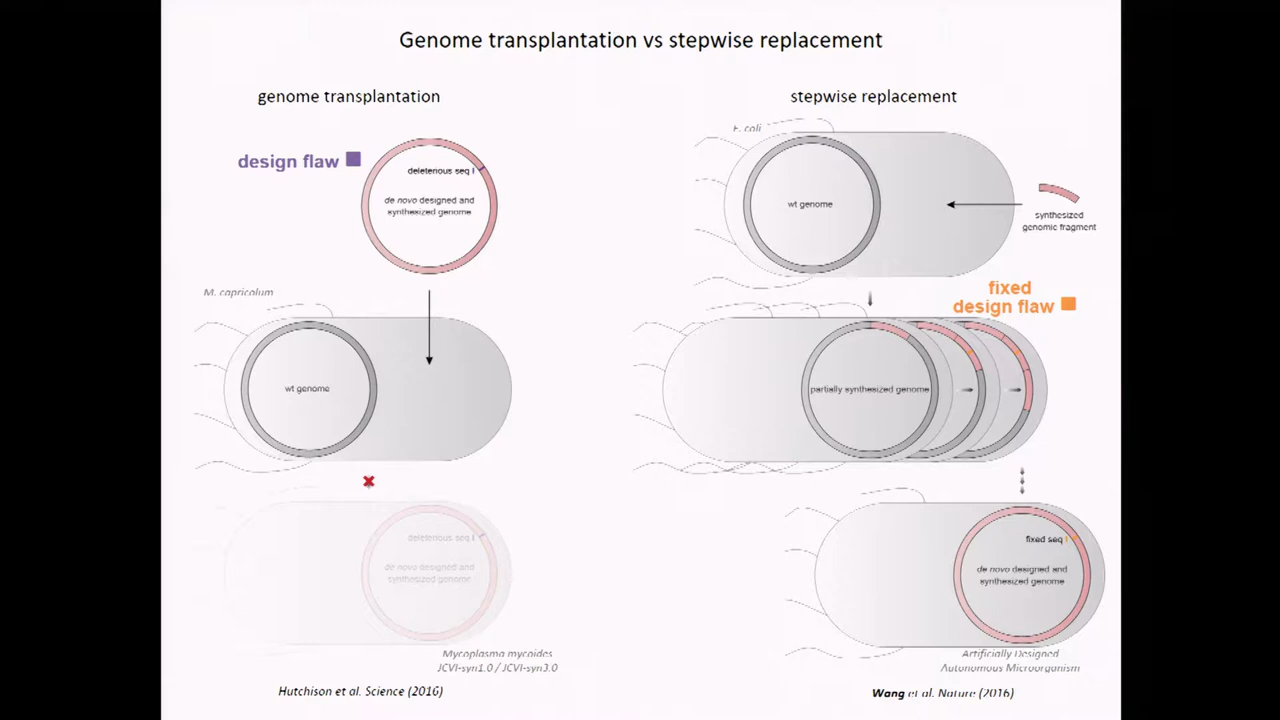 Genome transplantation vs stepwise replacement
genome transplantation
design flaw
deleterious seq I
de novo designed and
synthesized genome
M. capricolum
wt genome
deleterious seq I
de novo designed and
synthesized genome
Mycoplasma mycoides
JCVI-syn1.0 / JCVI-syn3.0
Hutchison et al. Science (2016)
stepwise replacement
E. coli
wt genome
synthesized
genomic fragment
fixed
design flaw
partially synthesized genome
fixed seq I
de novo designed and
synthesized genome
Artificially Designed
Autonomous Microorganism
Wang et al. Nature (2016)